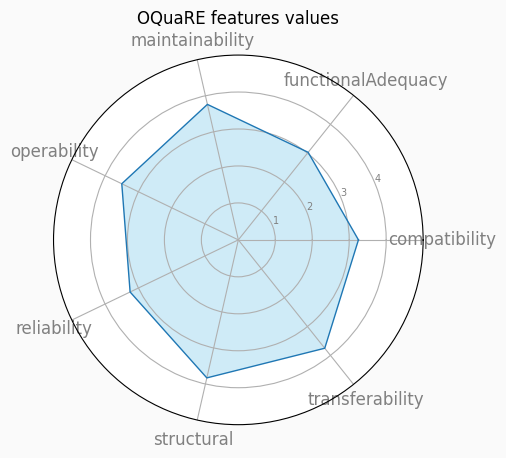 OQuaRE features values
maintainability
functionalAdequacy
operability
4
3
2
1
compatibility
reliability
transferability
structural